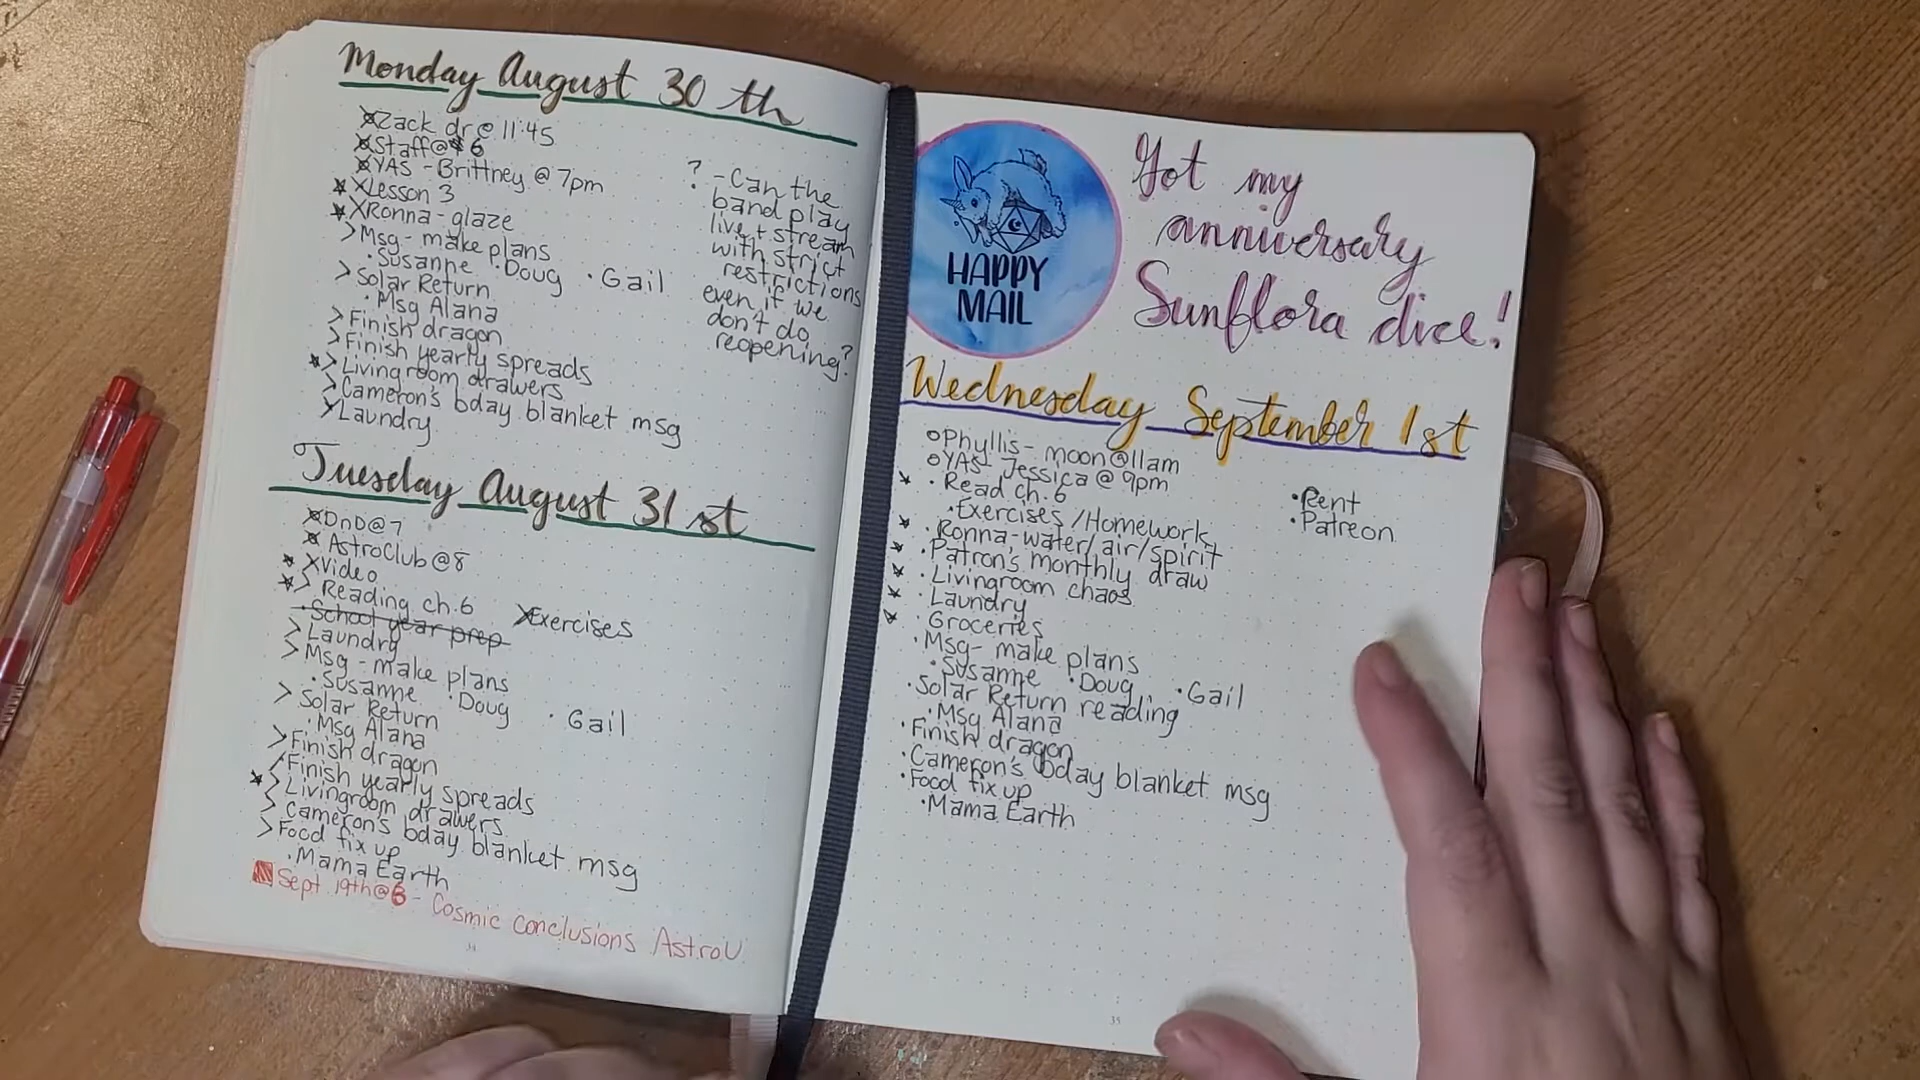 Monday August 30 th
Zack dr @ 11:45
Staff @ 6
YAS - Brittney @ 7pm
Lesson 3
Ronna - glaze
Msg - make plans
Susanne · Doug · Gail
Solar Return
Msg Alana
Finish dragon
Finish yearly spreads
Livingroom drawers
Cameron's bday blanket msg
Laundry
? - Can the
band play
live + stream
with strict
restrictions
even if we
don't do
reopening?
Tuesday August 31 st
DnD @ 7
AstroClub @ 8
Video
Reading ch. 6 Exercises
School year prep
Laundry
Msg - make plans
Susanne · Doug · Gail
Solar Return
Msg Alana
Finish dragon
Finish yearly spreads
Livingroom drawers
Cameron's bday blanket msg
Food fix up
Mama Earth
Sept 19th @ 6 - Cosmic conclusions AstroU
34
HAPPY
MAIL
Got my
anniversary
Sunflora dice!
Wednesday September 1st
Phyllis - moon @ 11am
YAS - Jessica @ 9pm
Read ch. 6
Exercises / Homework
Ronna - water/air/spirit
Patron's monthly draw
Livingroom chaos
Laundry
Groceries
Msg - make plans
Susanne · Doug · Gail
Solar Return reading
Msg Alana
Finish dragon
Cameron's bday blanket msg
Food fix up
Mama Earth
Rent
Patreon
35